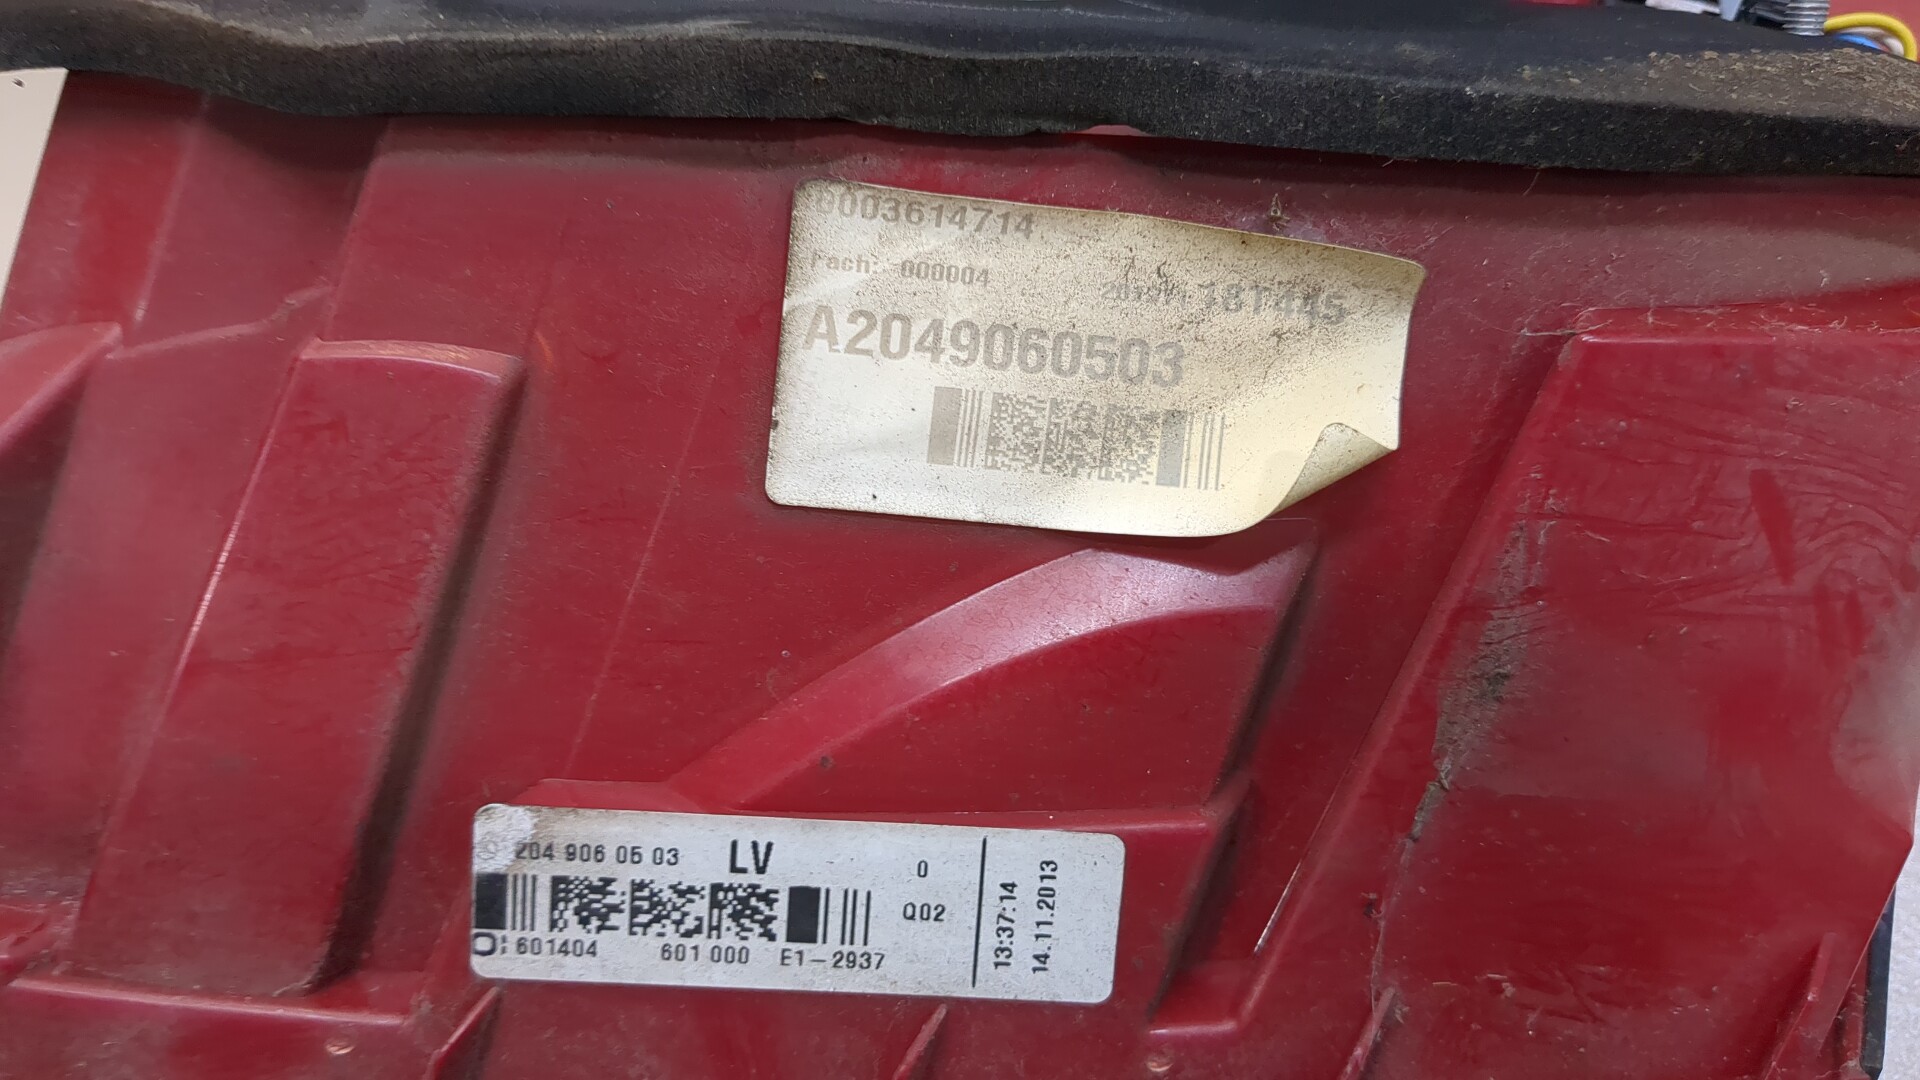 0003614714
Fach: 000004
18T445
A2049060503
204 906 05 03 LV 0
Q02
601404 601 000 E1-2937
13:37:14
14.11.2013